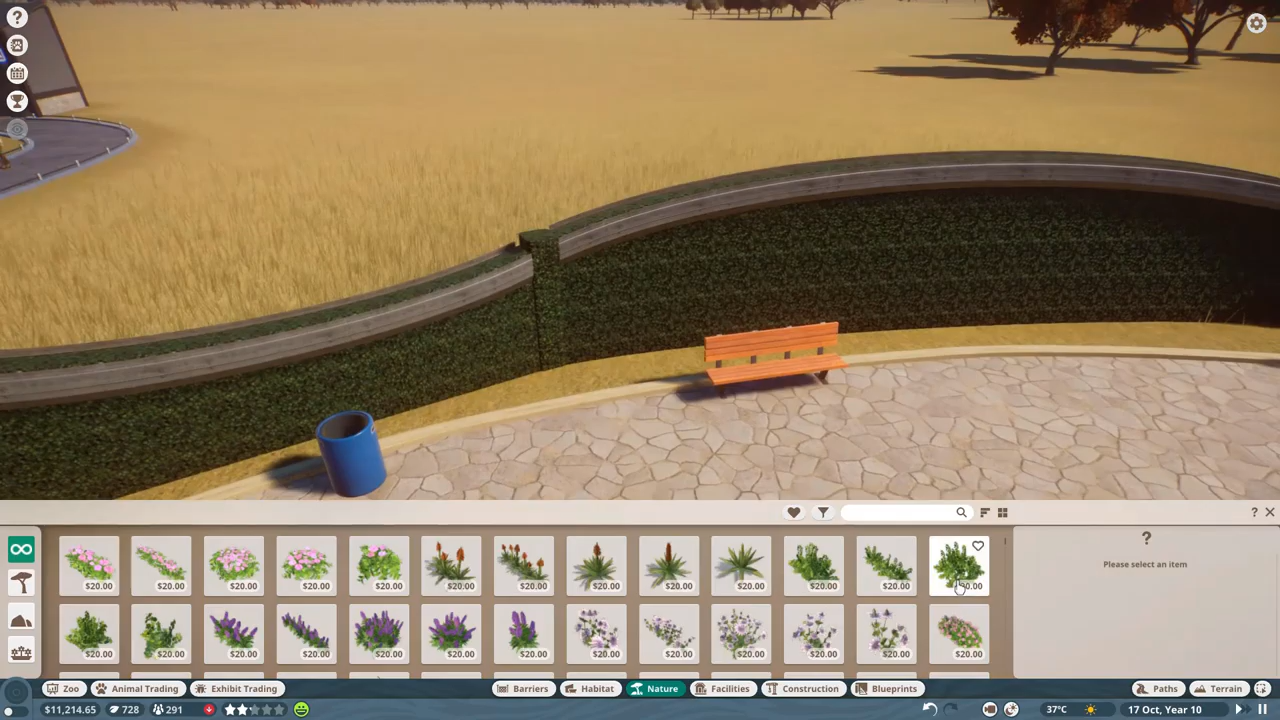 ?
?
Please select an item
$20.00 $20.00 $20.00 $20.00 $20.00 $20.00 $20.00 $20.00 $20.00 $20.00 $20.00 $20.00
$20.00 $20.00 $20.00 $20.00 $20.00 $20.00 $20.00 $20.00 $20.00 $20.00 $20.00 $20.00 $20.00
Zoo Animal Trading Exhibit Trading Barriers Habitat Nature Facilities Construction Blueprints Paths Terrain
$11,214.65 728 291 37°C 17 Oct, Year 10